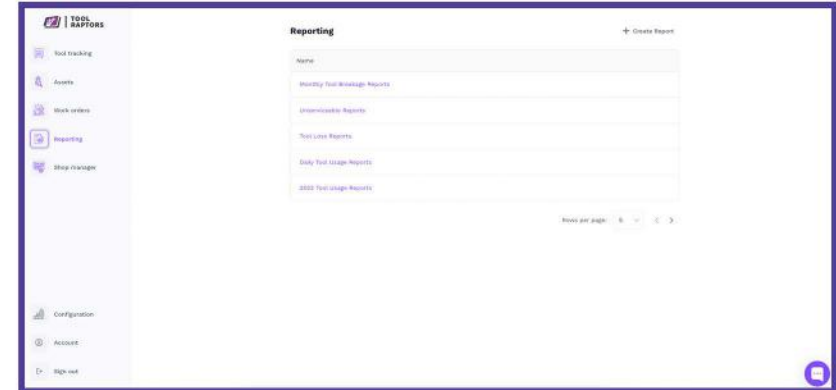 TOOL
RAPTORS
Tool tracking
Assets
Work orders
Reporting
Shop manager
Configuration
Account
Sign out
Reporting
+ Create Report
Name
Monthly Tool Breakage Reports
Unserviceable Reports
Tool Loss Reports
Daily Tool Usage Reports
2022 Tool Usage Reports
Rows per page: